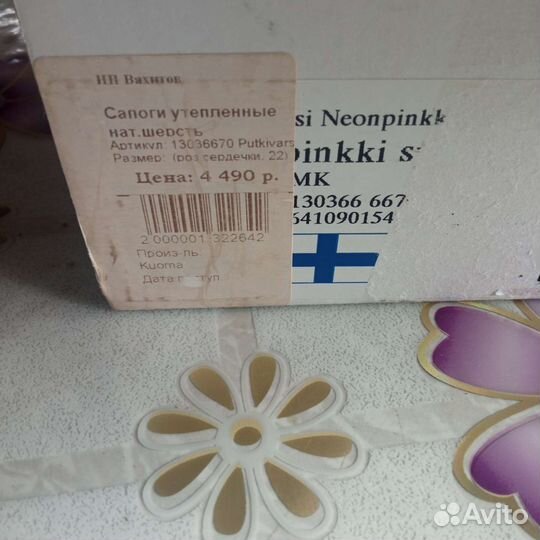 ИП Вахитов
Сапоги утепленные
нат.шерсть
Артикул: 13036670 Putkivars
Размер: (роз сердечки, 22)
Цена: 4 490 р.
2 000001 322642
Произ-ль
Kuoma
Дата
si Neonpinkk
pinkki s
MK
130366 667
641090154
Avito